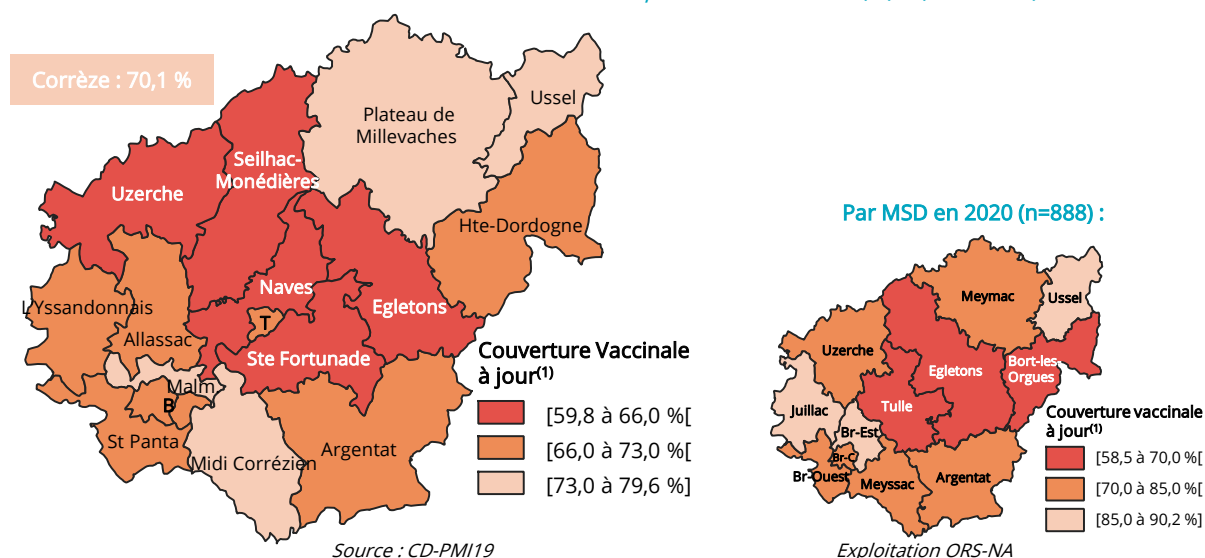 Corrèze : 70,1 %
Ussel
Plateau de
Millevaches
Seilhac-
Monédières
Uzerche
Hte-Dordogne
Naves
L'Yssandonnais
Egletons
T
Allassac
Ste Fortunade
Malm
B
St Panta
Midi Corrézien
Argentat
Couverture Vaccinale
à jour(1)
[59,8 à 66,0 %[
[66,0 à 73,0 %[
[73,0 à 79,6 %]
Source : CD-PMI19
Par MSD en 2020 (n=888) :
Meymac
Ussel
Uzerche
Bort-les-
Orgues
Egletons
Juillac
Tulle
Br-Est
Br-C
Br-Ouest
Meyssac
Argentat
Couverture vaccinale
à jour(1)
[58,5 à 70,0 %[
[70,0 à 85,0 %[
[85,0 à 90,2 %]
Exploitation ORS-NA